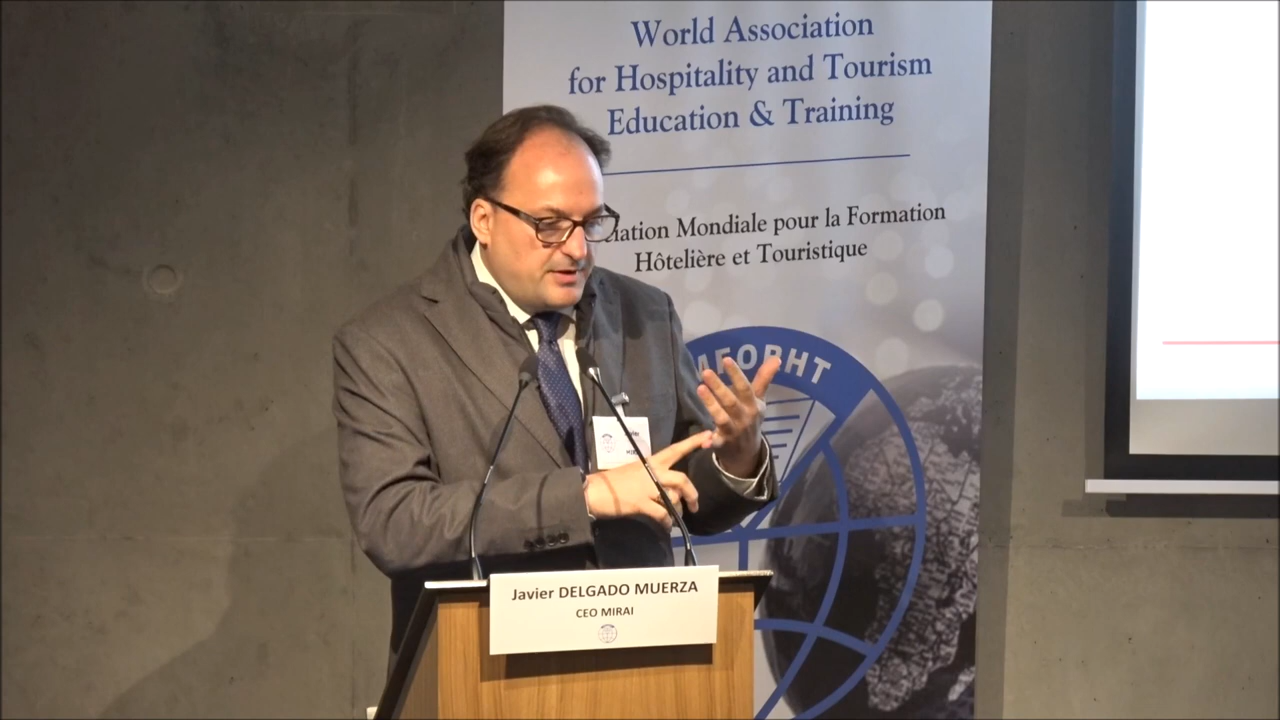 World Association
for Hospitality and Tourism
Education & Training
ciation Mondiale pour la Formation
Hôtelière et Touristique
AFORHT
Javier DELGADO MUERZA
CEO MIRAI